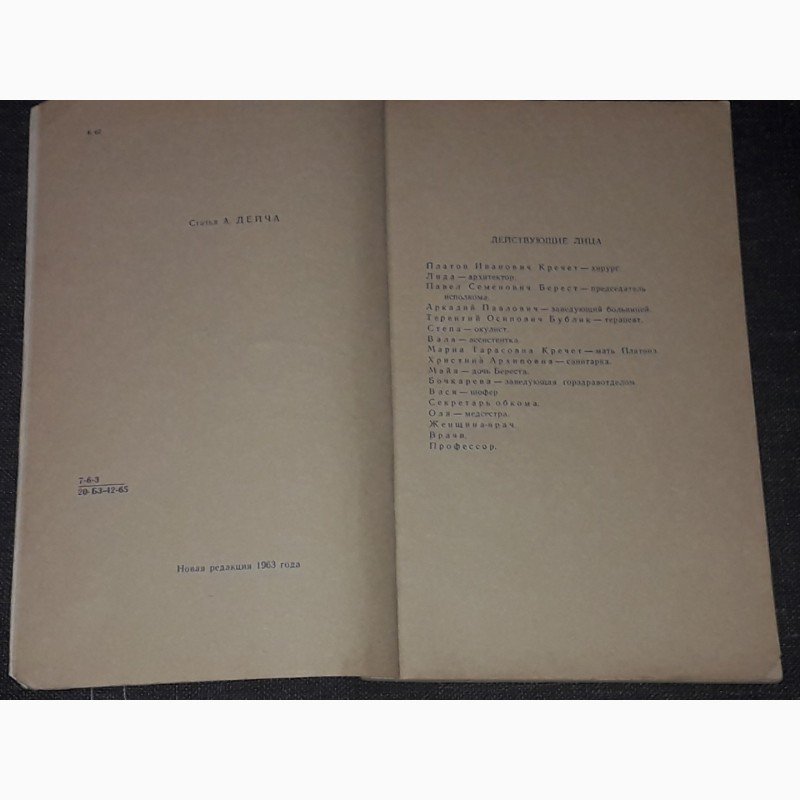 6 67
Статья А. ДЕЙЧА
7-6-3
20-БЗ-42-65
Новая редакция 1963 года
ДЕЙСТВУЮЩИЕ ЛИЦА
Платон Иванович Кречет — хирург.
Лида — архитектор.
Павел Семенович Берест — председатель
исполкома.
Аркадий Павлович — заведующий больницей.
Терентий Осипович Бублик — терапевт.
Степа — окулист.
Валя — ассистентка.
Мария Тарасовна Кречет — мать Платона.
Христина Архиповна — санитарка.
Майя — дочь Береста.
Бочкарева — заведующая горздравотделом.
Вася — шофер.
Секретарь обкома.
Оля — медсестра.
Женщина-врач.
Врачи.
Профессор.